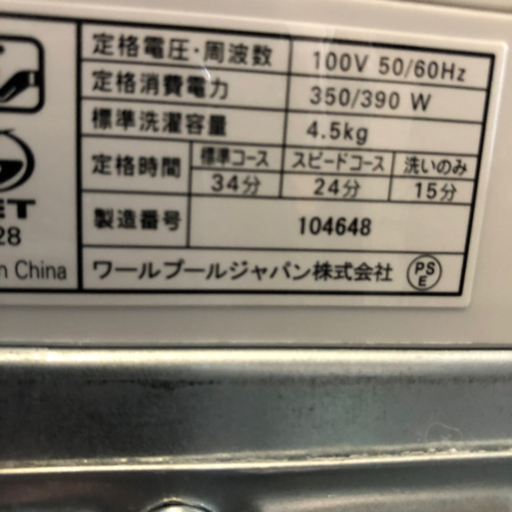 定格電圧・周波数 100V 50/60Hz
定格消費電力 350/390 W
標準洗濯容量 4.5kg
定格時間 標準コース スピードコース 洗いのみ
34分 24分 15分
製造番号 104648
ワールプールジャパン株式会社 PSE
ET
28
n China